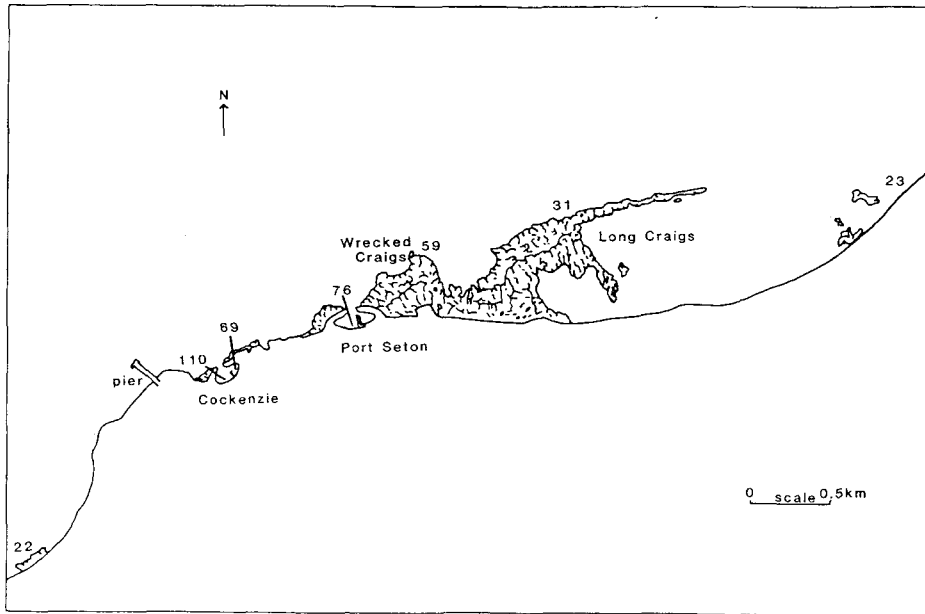 N
23
31
Wrecked
Craigs
59
Long Craigs
76
69
Port Seton
110
pier
Cockenzie
0 scale 0.5km
22